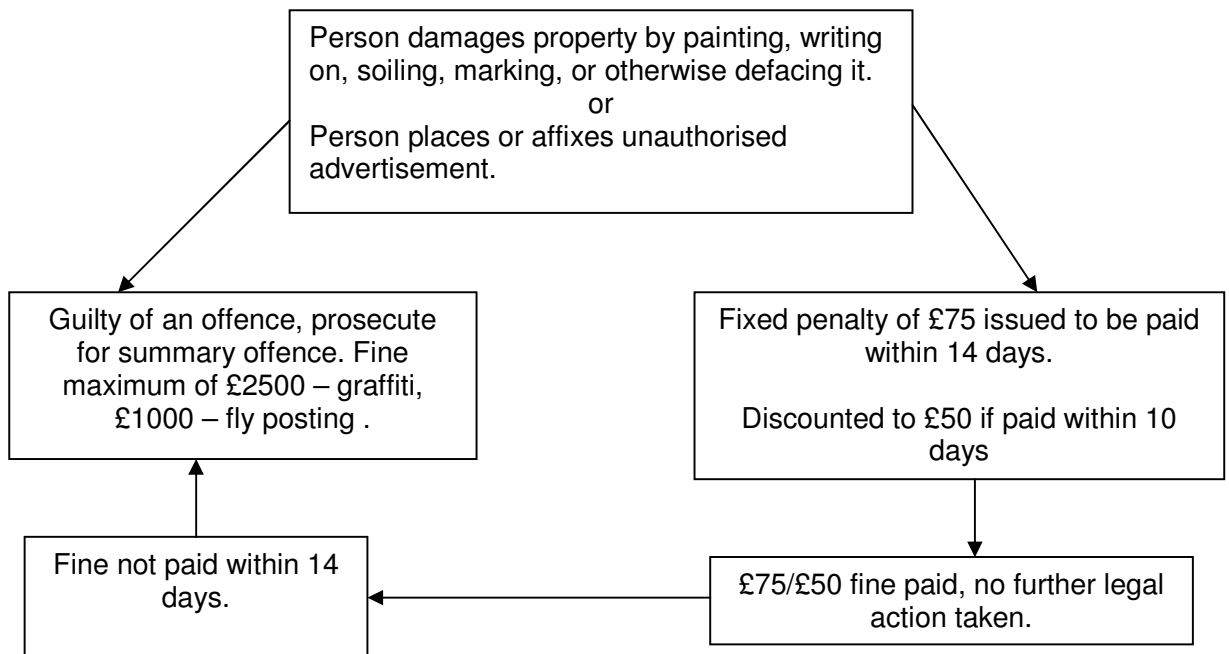 Person damages property by painting, writing
on, soiling, marking, or otherwise defacing it.
or
Person places or affixes unauthorised
advertisement.
Guilty of an offence, prosecute
for summary offence. Fine
maximum of £2500 – graffiti,
£1000 – fly posting .
Fixed penalty of £75 issued to be paid
within 14 days.
Discounted to £50 if paid within 10
days
Fine not paid within 14
days.
£75/£50 fine paid, no further legal
action taken.